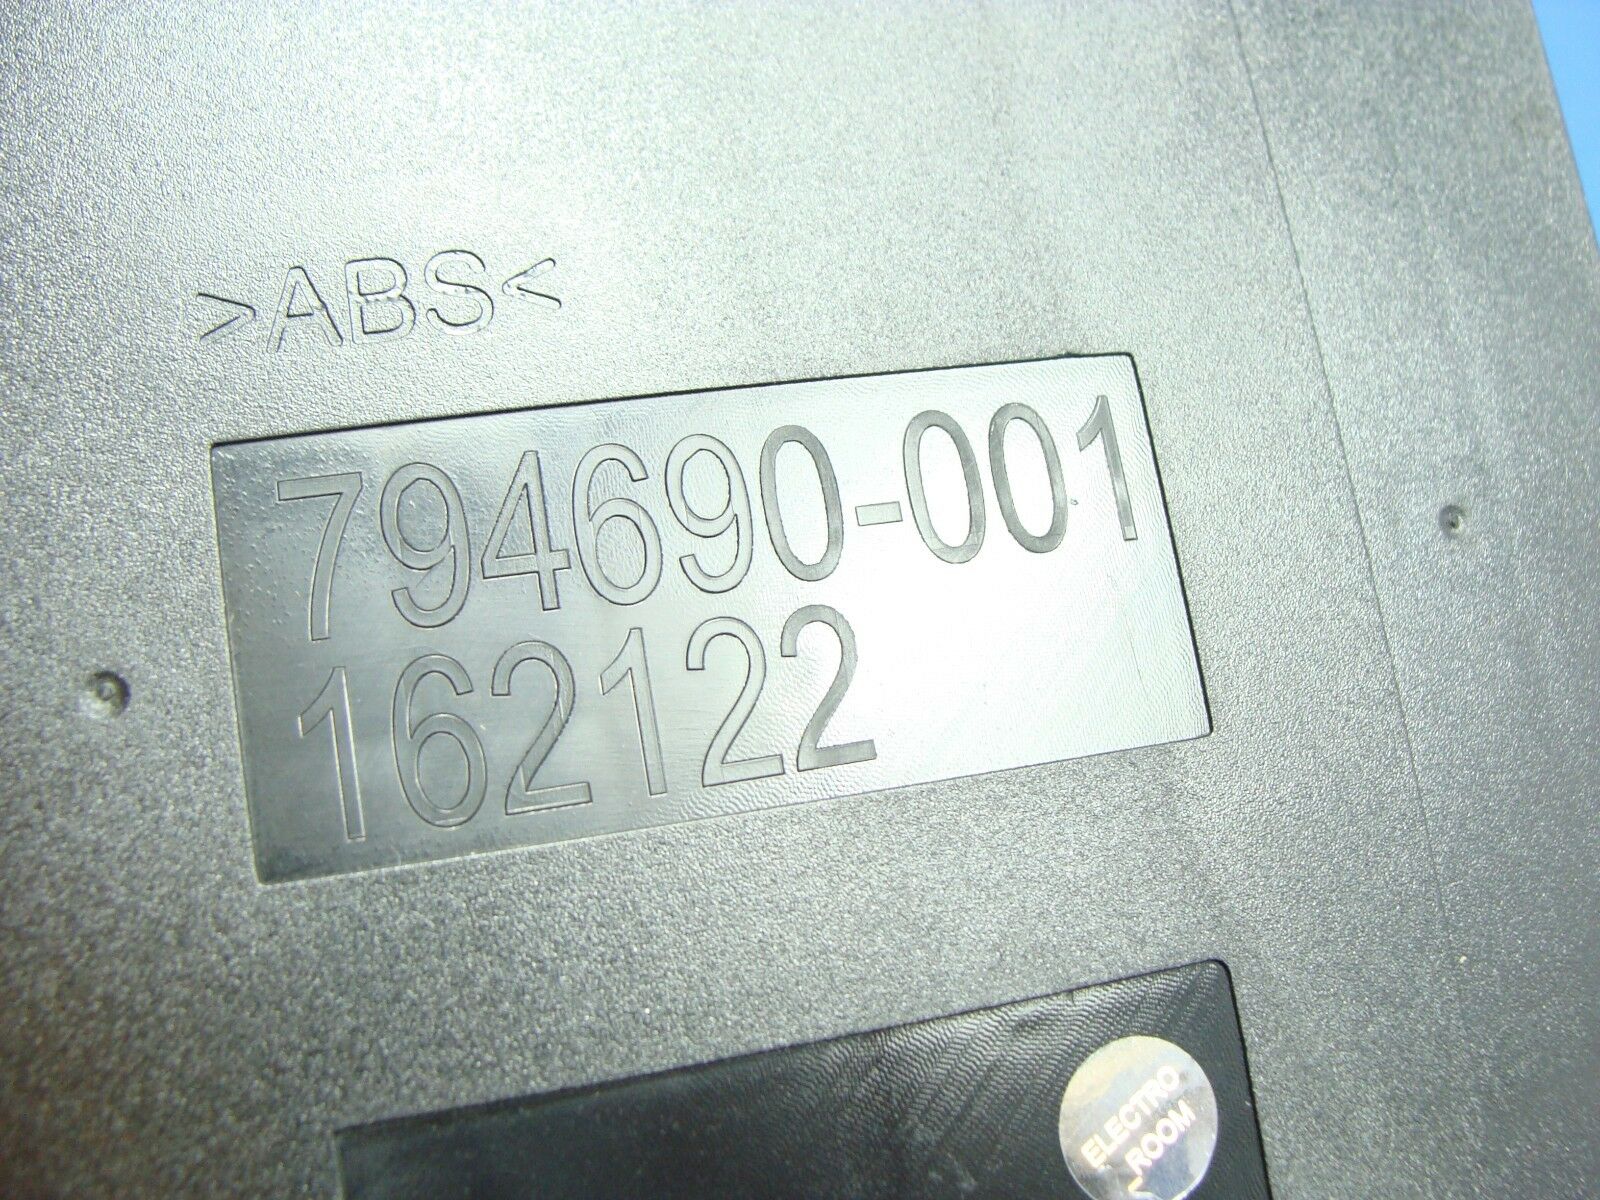 >ABS<
794690-001
162122
ELECTRO
ROOM